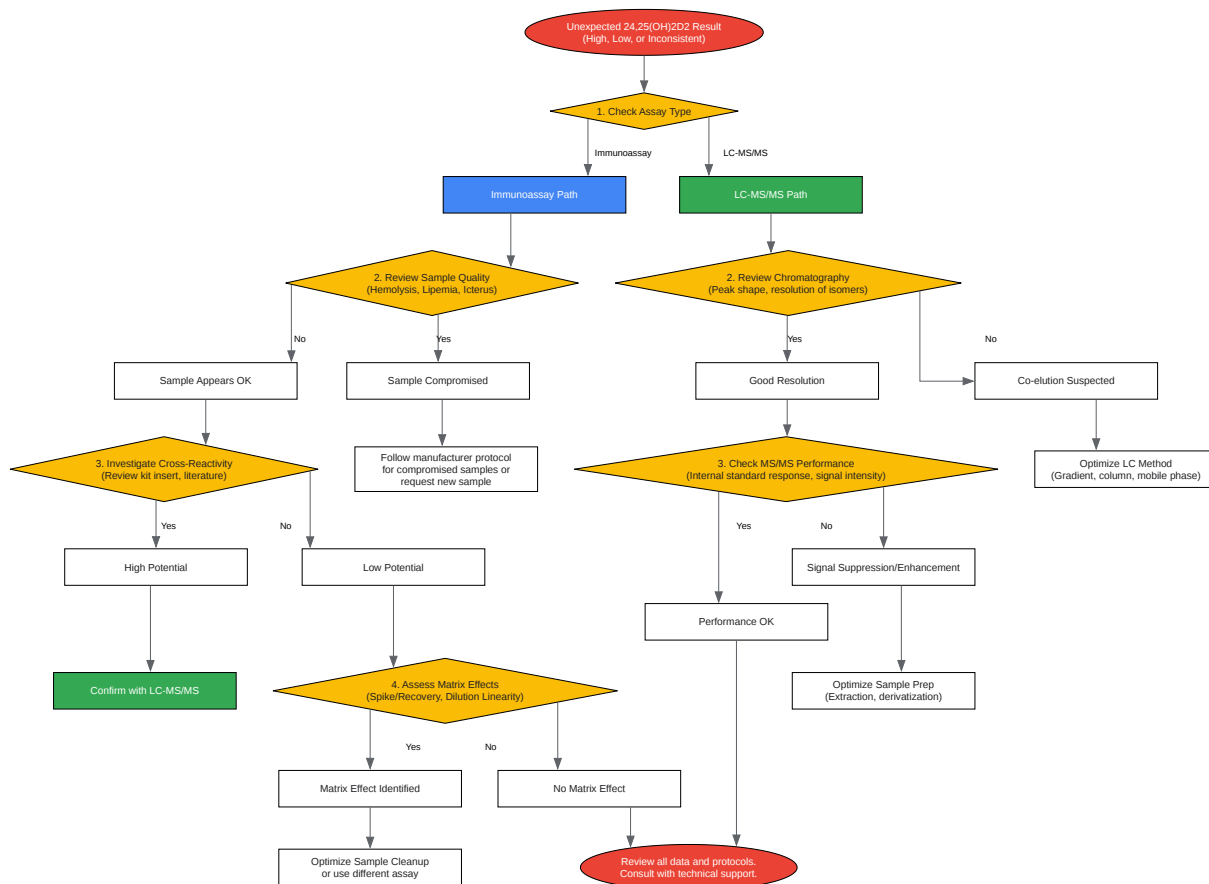 Unexpected 24,25(OH)2D2 Result
(High, Low, or Inconsistent)
1. Check Assay Type
Immunoassay
LC-MS/MS
Immunoassay Path
LC-MS/MS Path
2. Review Sample Quality
(Hemolysis, Lipemia, Icterus)
2. Review Chromatography
(Peak shape, resolution of isomers)
No
Yes
Yes
No
Sample Appears OK
Sample Compromised
Good Resolution
Co-elution Suspected
3. Investigate Cross-Reactivity
(Review kit insert, literature)
Follow manufacturer protocol
for compromised samples or
request new sample
3. Check MS/MS Performance
(Internal standard response, signal intensity)
Optimize LC Method
(Gradient, column, mobile phase)
Yes
No
Yes
No
High Potential
Low Potential
Signal Suppression/Enhancement
Performance OK
Confirm with LC-MS/MS
4. Assess Matrix Effects
(Spike/Recovery, Dilution Linearity)
Optimize Sample Prep
(Extraction, derivatization)
Yes
No
Matrix Effect Identified
No Matrix Effect
Optimize Sample Cleanup
or use different assay
Review all data and protocols.
Consult with technical support.